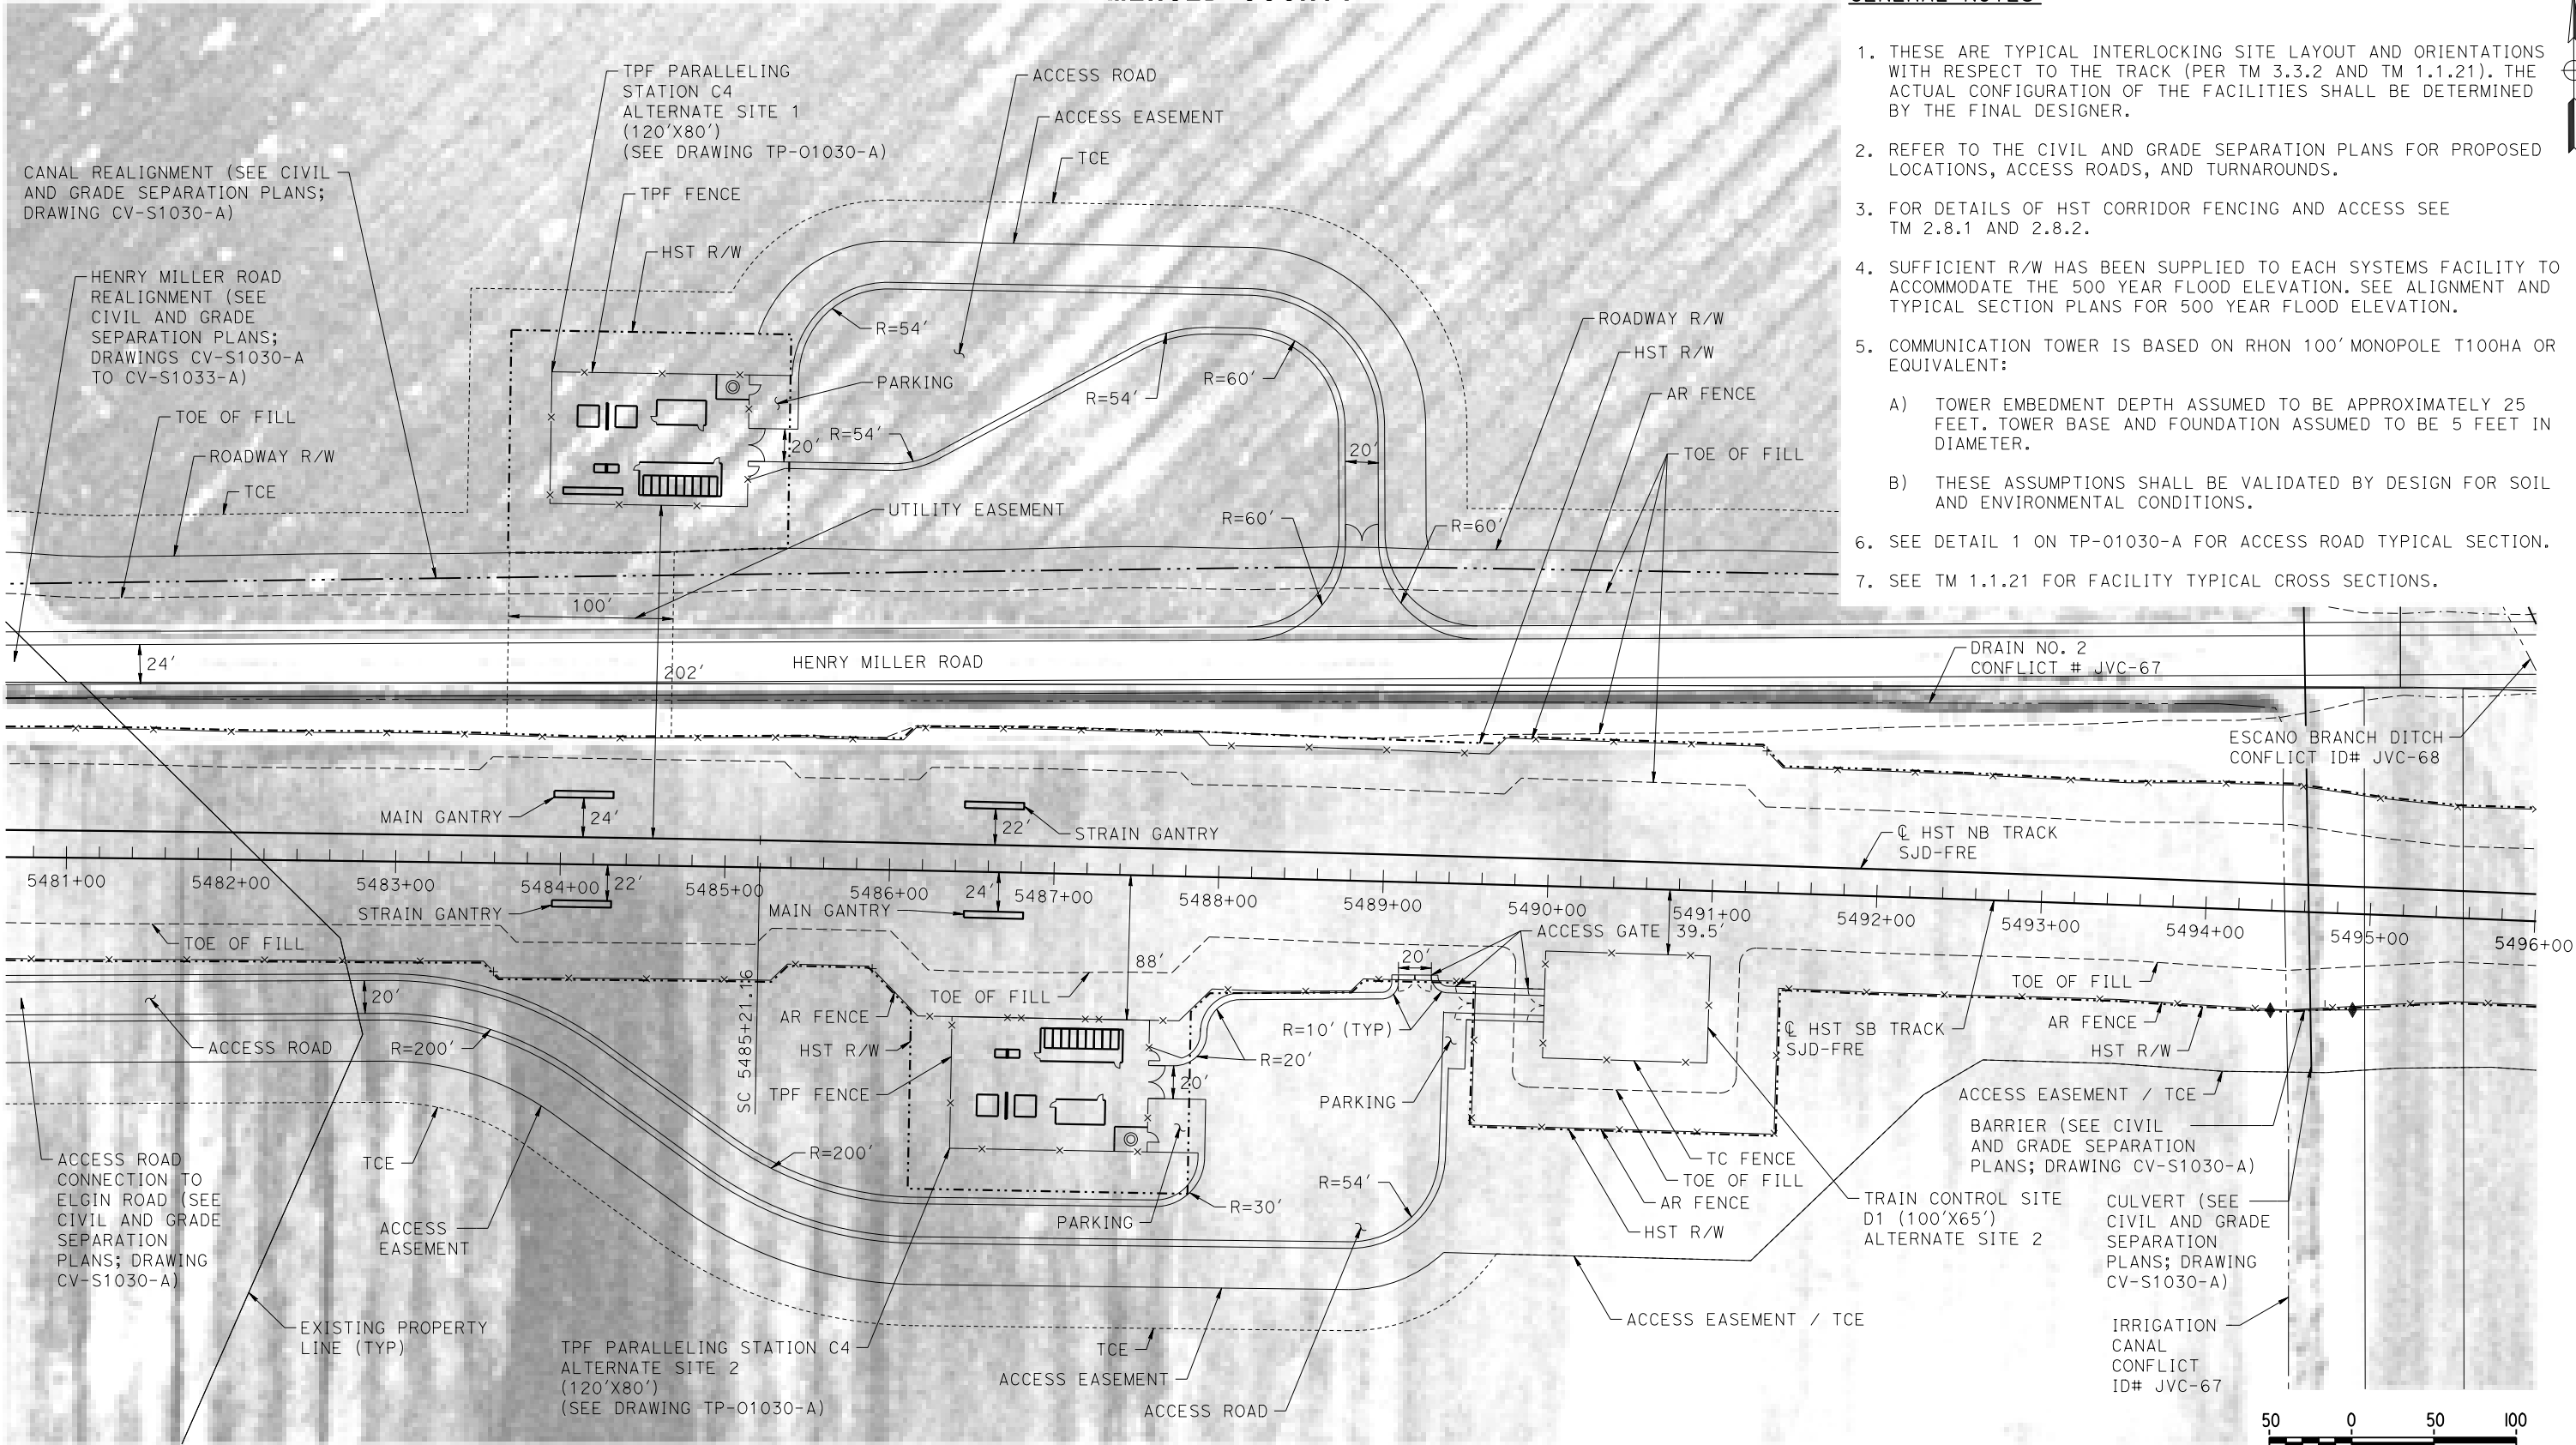 1. THESE ARE TYPICAL INTERLOCKING SITE LAYOUT AND ORIENTATIONS
WITH RESPECT TO THE TRACK (PER TM 3.3.2 AND TM 1.1.21). THE
ACTUAL CONFIGURATION OF THE FACILITIES SHALL BE DETERMINED
BY THE FINAL DESIGNER.
2. REFER TO THE CIVIL AND GRADE SEPARATION PLANS FOR PROPOSED
LOCATIONS, ACCESS ROADS, AND TURNAROUNDS.
3. FOR DETAILS OF HST CORRIDOR FENCING AND ACCESS SEE
TM 2.8.1 AND 2.8.2.
4. SUFFICIENT R/W HAS BEEN SUPPLIED TO EACH SYSTEMS FACILITY TO
ACCOMMODATE THE 500 YEAR FLOOD ELEVATION. SEE ALIGNMENT AND
TYPICAL SECTION PLANS FOR 500 YEAR FLOOD ELEVATION.
5. COMMUNICATION TOWER IS BASED ON RHON 100' MONOPOLE T100HA OR
EQUIVALENT:
A) TOWER EMBEDMENT DEPTH ASSUMED TO BE APPROXIMATELY 25
FEET. TOWER BASE AND FOUNDATION ASSUMED TO BE 5 FEET IN
DIAMETER.
B) THESE ASSUMPTIONS SHALL BE VALIDATED BY DESIGN FOR SOIL
AND ENVIRONMENTAL CONDITIONS.
6. SEE DETAIL 1 ON TP-O1030-A FOR ACCESS ROAD TYPICAL SECTION.
7. SEE TM 1.1.21 FOR FACILITY TYPICAL CROSS SECTIONS.
TPF PARALLELING
STATION C4
ALTERNATE SITE 1
(120'X80')
(SEE DRAWING TP-O1030-A)
ACCESS ROAD
ACCESS EASEMENT
TCE
CANAL REALIGNMENT (SEE CIVIL
AND GRADE SEPARATION PLANS;
DRAWING CV-S1030-A)
TPF FENCE
HST R/W
HENRY MILLER ROAD
REALIGNMENT (SEE
CIVIL AND GRADE
SEPARATION PLANS;
DRAWINGS CV-S1030-A
TO CV-S1033-A)
TOE OF FILL
ROADWAY R/W
TCE
R=54'
PARKING
20'
R=54'
R=54'
R=60'
20'
ROADWAY R/W
HST R/W
AR FENCE
TOE OF FILL
UTILITY EASEMENT
R=60'
R=60'
100'
24'
202'
HENRY MILLER ROAD
DRAIN NO. 2
CONFLICT # JVC-67
ESCANO BRANCH DITCH
CONFLICT ID# JVC-68
MAIN GANTRY
24'
22'
STRAIN GANTRY
℄ HST NB TRACK
SJD-FRE
5481+00
5482+00
5483+00
5484+00
22'
5485+00
5486+00
24'
5487+00
5488+00
5489+00
5490+00
5491+00
5492+00
5493+00
5494+00
5495+00
5496+00
STRAIN GANTRY
MAIN GANTRY
ACCESS GATE
39.5'
TOE OF FILL
20'
SC 5485+21.16
AR FENCE
HST R/W
TPF FENCE
TOE OF FILL
88'
20'
R=10' (TYP)
R=20'
20'
PARKING
TOE OF FILL
℄ HST SB TRACK
SJD-FRE
AR FENCE
HST R/W
ACCESS ROAD
R=200'
ACCESS EASEMENT / TCE
BARRIER (SEE CIVIL
AND GRADE SEPARATION
PLANS; DRAWING CV-S1030-A)
ACCESS ROAD
CONNECTION TO
ELGIN ROAD (SEE
CIVIL AND GRADE
SEPARATION
PLANS; DRAWING
CV-S1030-A)
TCE
ACCESS
EASEMENT
R=200'
PARKING
R=30'
R=54'
TC FENCE
TOE OF FILL
AR FENCE
HST R/W
TRAIN CONTROL SITE
D1 (100'X65')
ALTERNATE SITE 2
CULVERT (SEE
CIVIL AND GRADE
SEPARATION
PLANS; DRAWING
CV-S1030-A)
EXISTING PROPERTY
LINE (TYP)
TPF PARALLELING STATION C4
ALTERNATE SITE 2
(120'X80')
(SEE DRAWING TP-O1030-A)
TCE
ACCESS EASEMENT
ACCESS ROAD
ACCESS EASEMENT / TCE
IRRIGATION
CANAL
CONFLICT
ID# JVC-67
50 0 50 100